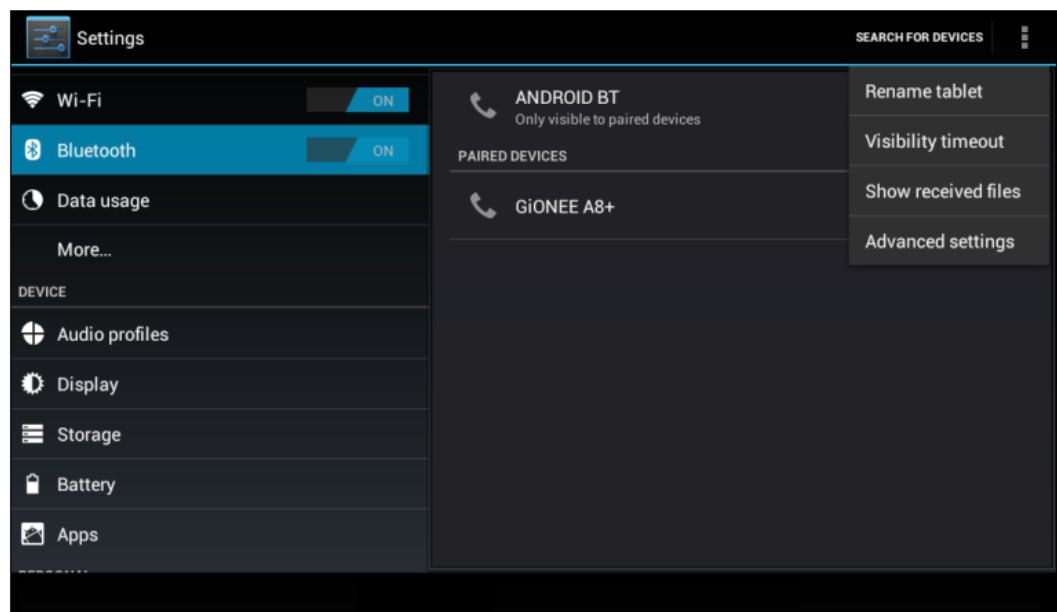 Settings
SEARCH FOR DEVICES
Wi-Fi
ON
Bluetooth
ON
Data usage
More...
DEVICE
Audio profiles
Display
Storage
Battery
Apps
ANDROID BT
Only visible to paired devices
PAIRED DEVICES
GiONEE A8+
Rename tablet
Visibility timeout
Show received files
Advanced settings